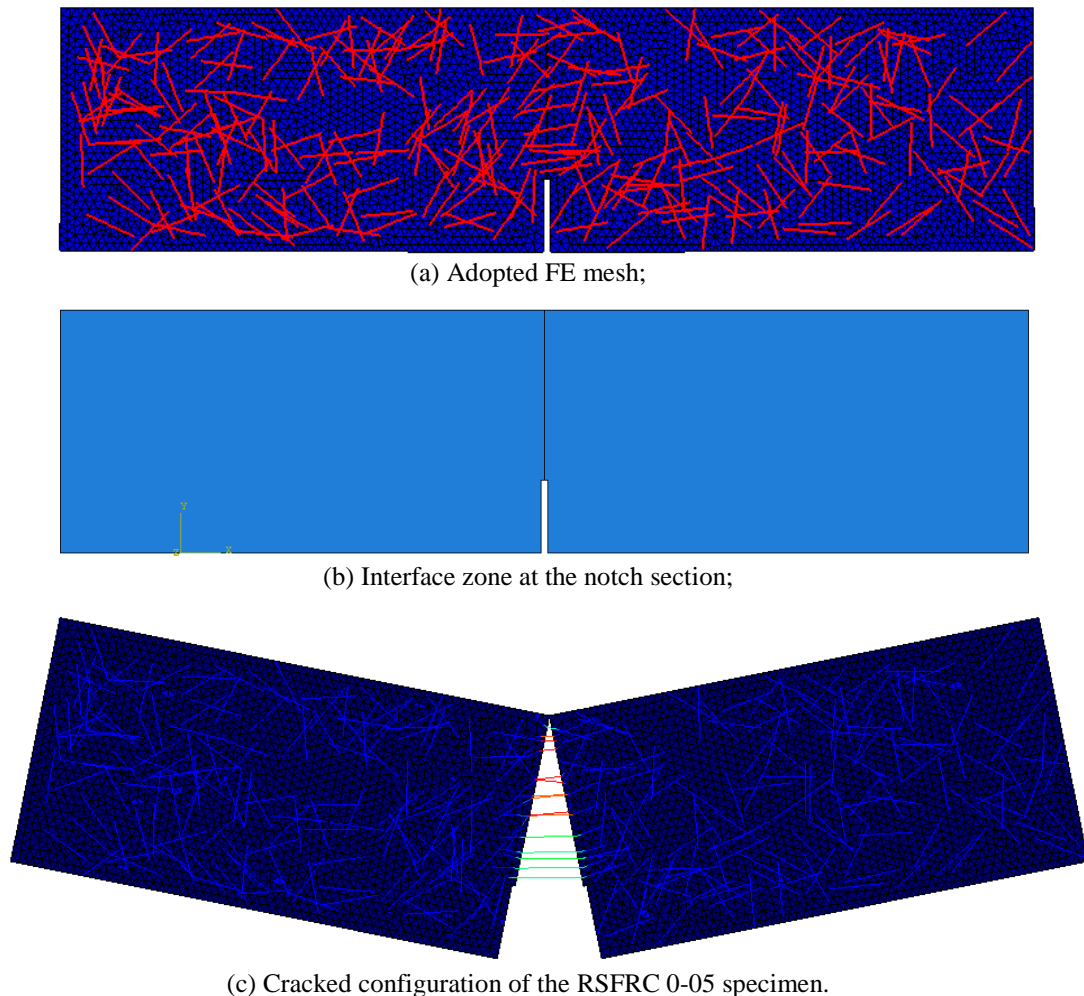 (a) Adopted FE mesh;
Y
Z X
(b) Interface zone at the notch section;
(c) Cracked configuration of the RSFRC 0-05 specimen.